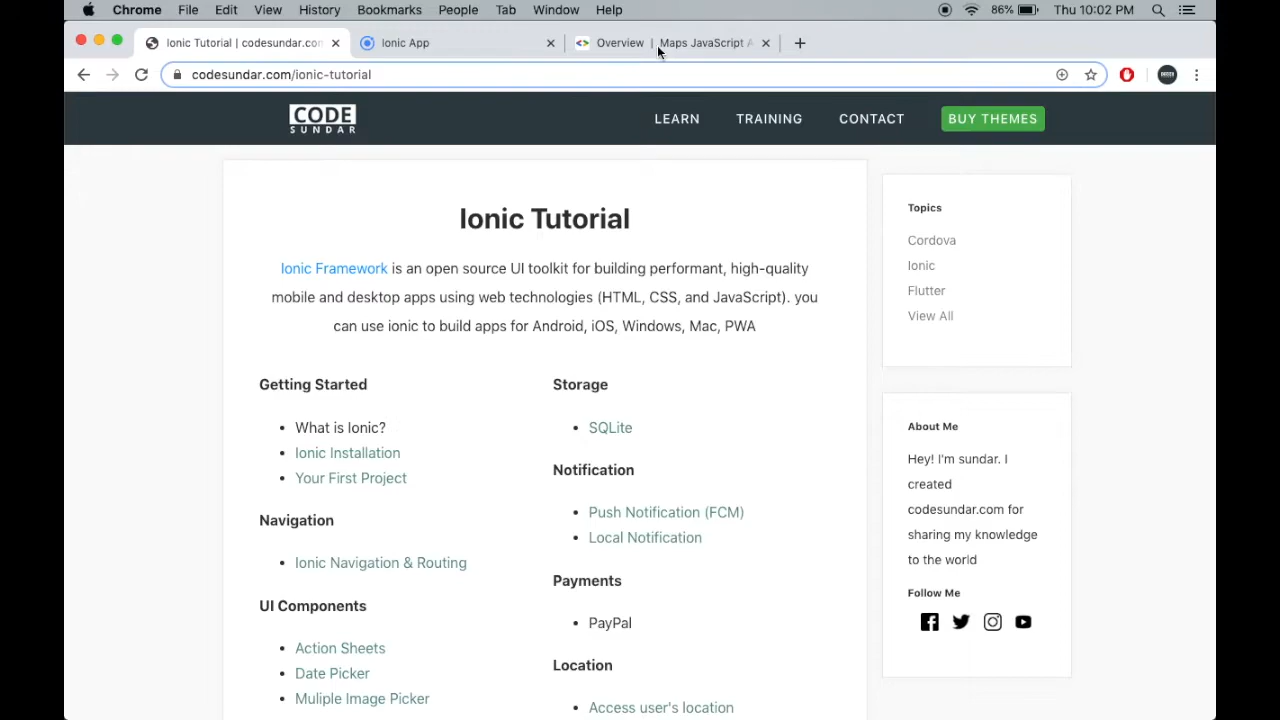 Chrome File Edit View History Bookmarks People Tab Window Help 86% Thu 10:02 PM
Ionic Tutorial | codesundar.con Ionic App Overview | Maps JavaScript A
codesundar.com/ionic-tutorial
CODE
SUNDAR
LEARN TRAINING CONTACT BUY THEMES
Ionic Tutorial
Ionic Framework is an open source UI toolkit for building performant, high-quality
mobile and desktop apps using web technologies (HTML, CSS, and JavaScript). you
can use ionic to build apps for Android, iOS, Windows, Mac, PWA
Getting Started
• What is Ionic?
• Ionic Installation
• Your First Project
Navigation
• Ionic Navigation & Routing
UI Components
• Action Sheets
• Date Picker
• Muliple Image Picker
Storage
• SQLite
Notification
• Push Notification (FCM)
• Local Notification
Payments
• PayPal
Location
• Access user's location
Topics
Cordova
Ionic
Flutter
View All
About Me
Hey! I'm sundar. I
created
codesundar.com for
sharing my knowledge
to the world
Follow Me